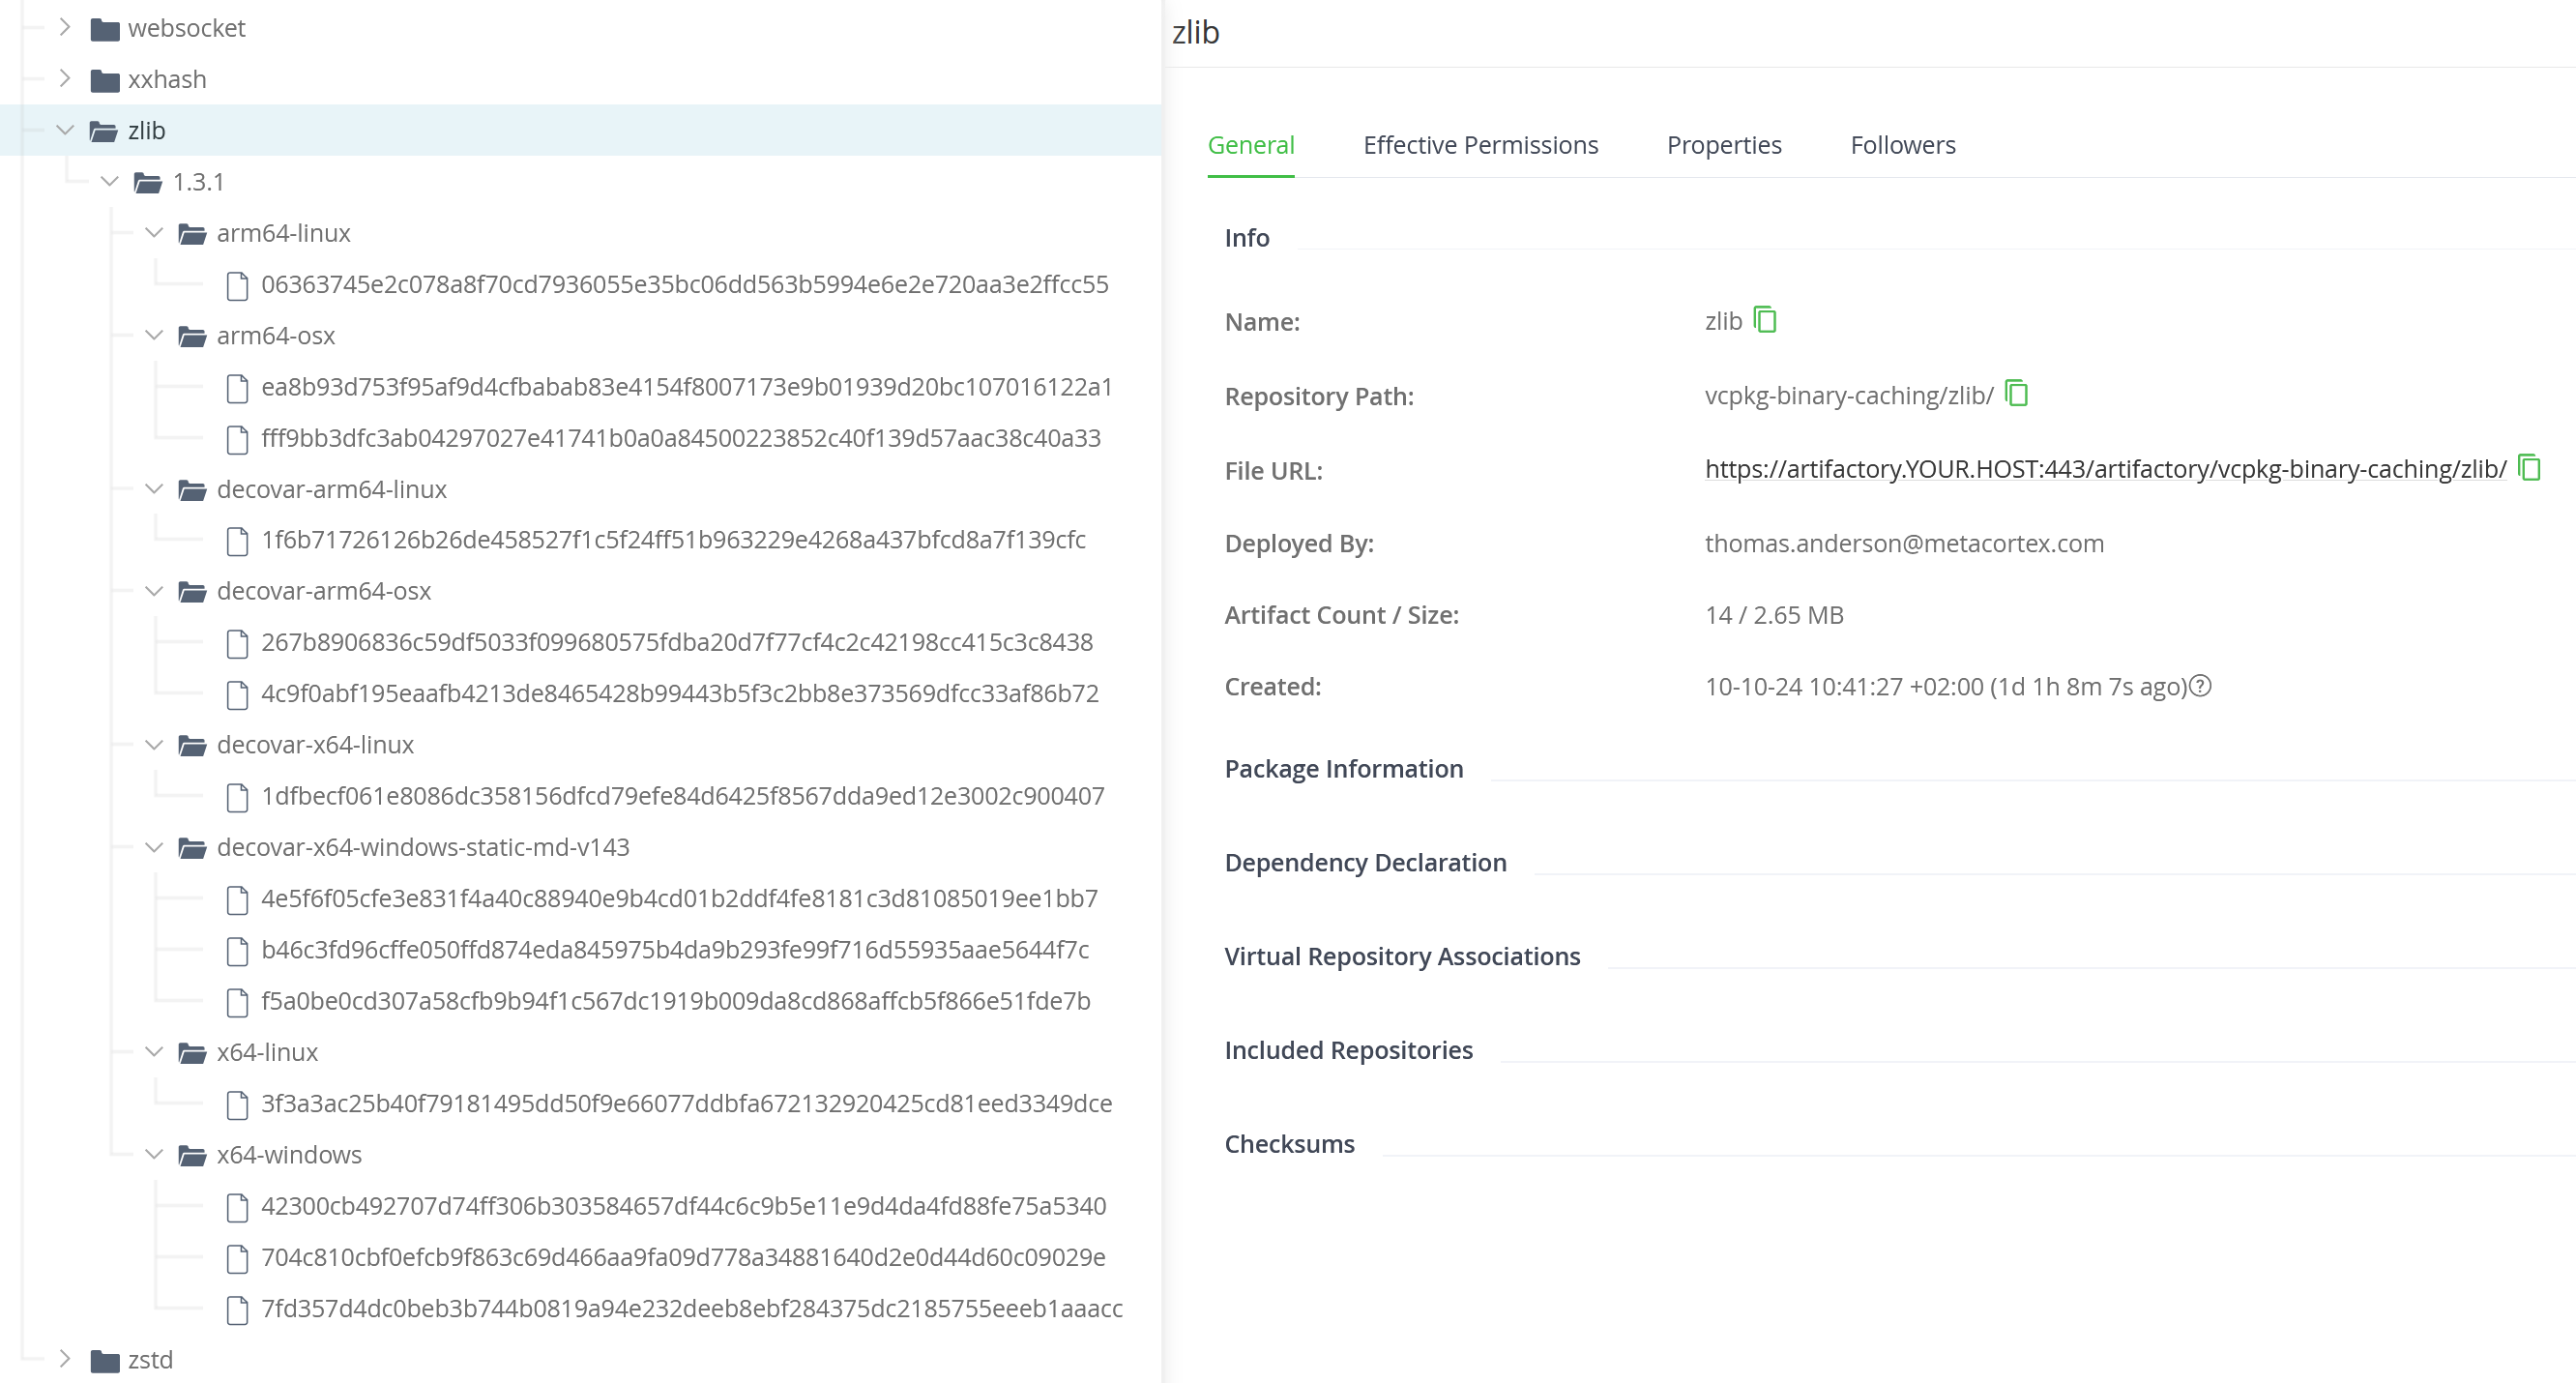 websocket
xxhash
zlib
1.3.1
arm64-linux
06363745e2c078a8f70cd7936055e35bc06dd563b5994e6e2e720aa3e2ffcc55
arm64-osx
ea8b93d753f95af9d4cfbabab83e4154f8007173e9b01939d20bc107016122a1
fff9bb3dfc3ab04297027e41741b0a0a84500223852c40f139d57aac38c40a33
decovar-arm64-linux
1f6b71726126b26de458527f1c5f24ff51b963229e4268a437bfcd8a7f139cfc
decovar-arm64-osx
267b8906836c59df5033f099680575fdba20d7f77cf4c2c42198cc415c3c8438
4c9f0abf195eaafb4213de8465428b99443b5f3c2bb8e373569dfcc33af86b72
decovar-x64-linux
1dfbecf061e8086dc358156dfcd79efe84d6425f8567dda9ed12e3002c900407
decovar-x64-windows-static-md-v143
4e5f6f05cfe3e831f4a40c88940e9b4cd01b2ddf4fe8181c3d81085019ee1bb7
b46c3fd96cffe050ffd874eda845975b4da9b293fe99f716d55935aae5644f7c
f5a0be0cd307a58cfb9b94f1c567dc1919b009da8cd868affcb5f866e51fde7b
x64-linux
3f3a3ac25b40f79181495dd50f9e66077ddbfa672132920425cd81eed3349dce
x64-windows
42300cb492707d74ff306b303584657df44c6c9b5e11e9d4da4fd88fe75a5340
704c810cbf0efcb9f863c69d466aa9fa09d778a34881640d2e0d44d60c09029e
7fd357d4dc0beb3b744b0819a94e232deeb8ebf284375dc2185755eeeb1aaacc
zstd
zlib
General Effective Permissions Properties Followers
Info
Name: zlib
Repository Path: vcpkg-binary-caching/zlib/
File URL: https://artifactory.YOUR.HOST:443/artifactory/vcpkg-binary-caching/zlib/
Deployed By: thomas.anderson@metacortex.com
Artifact Count / Size: 14 / 2.65 MB
Created: 10-10-24 10:41:27 +02:00 (1d 1h 8m 7s ago)
Package Information
Dependency Declaration
Virtual Repository Associations
Included Repositories
Checksums